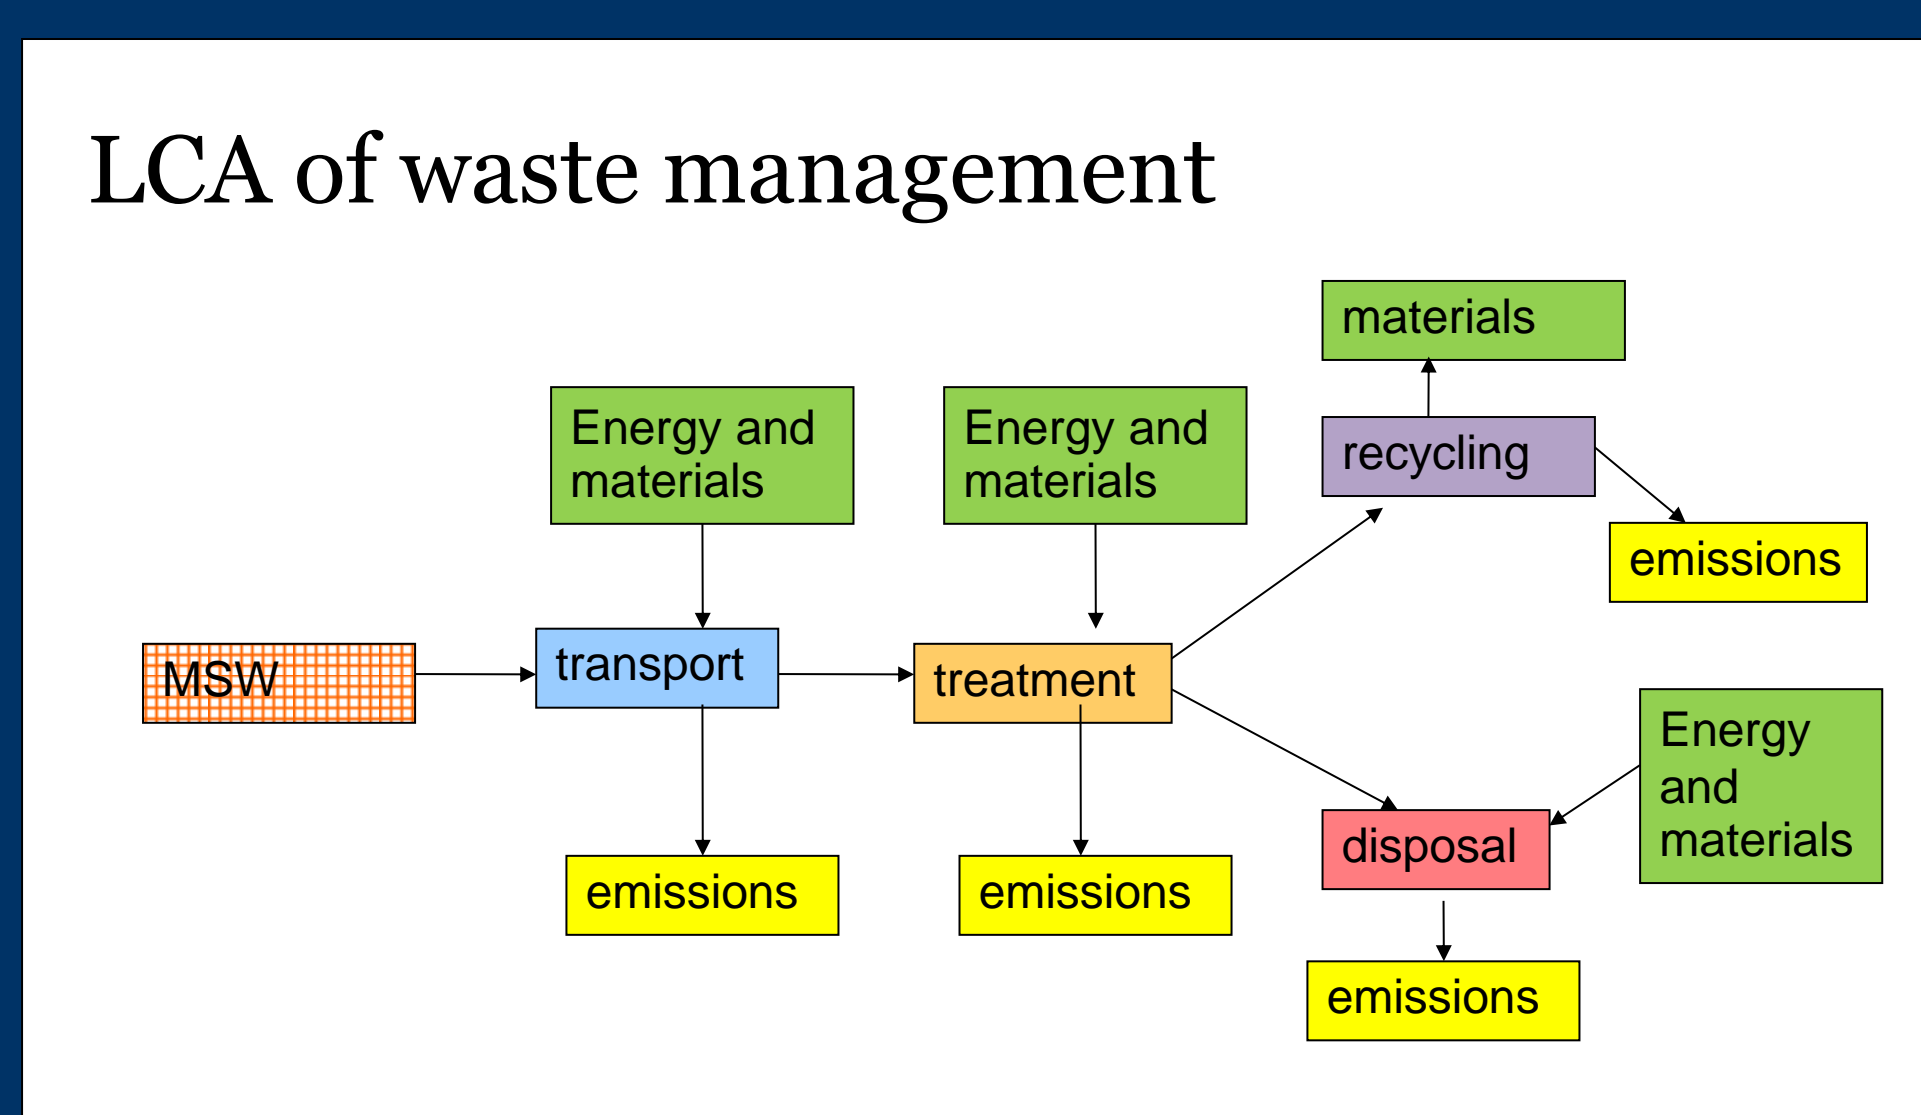 LCA of waste management
materials
Energy and
materials
Energy and
materials
recycling
emissions
MSW
transport
treatment
Energy
and
materials
disposal
emissions
emissions
emissions